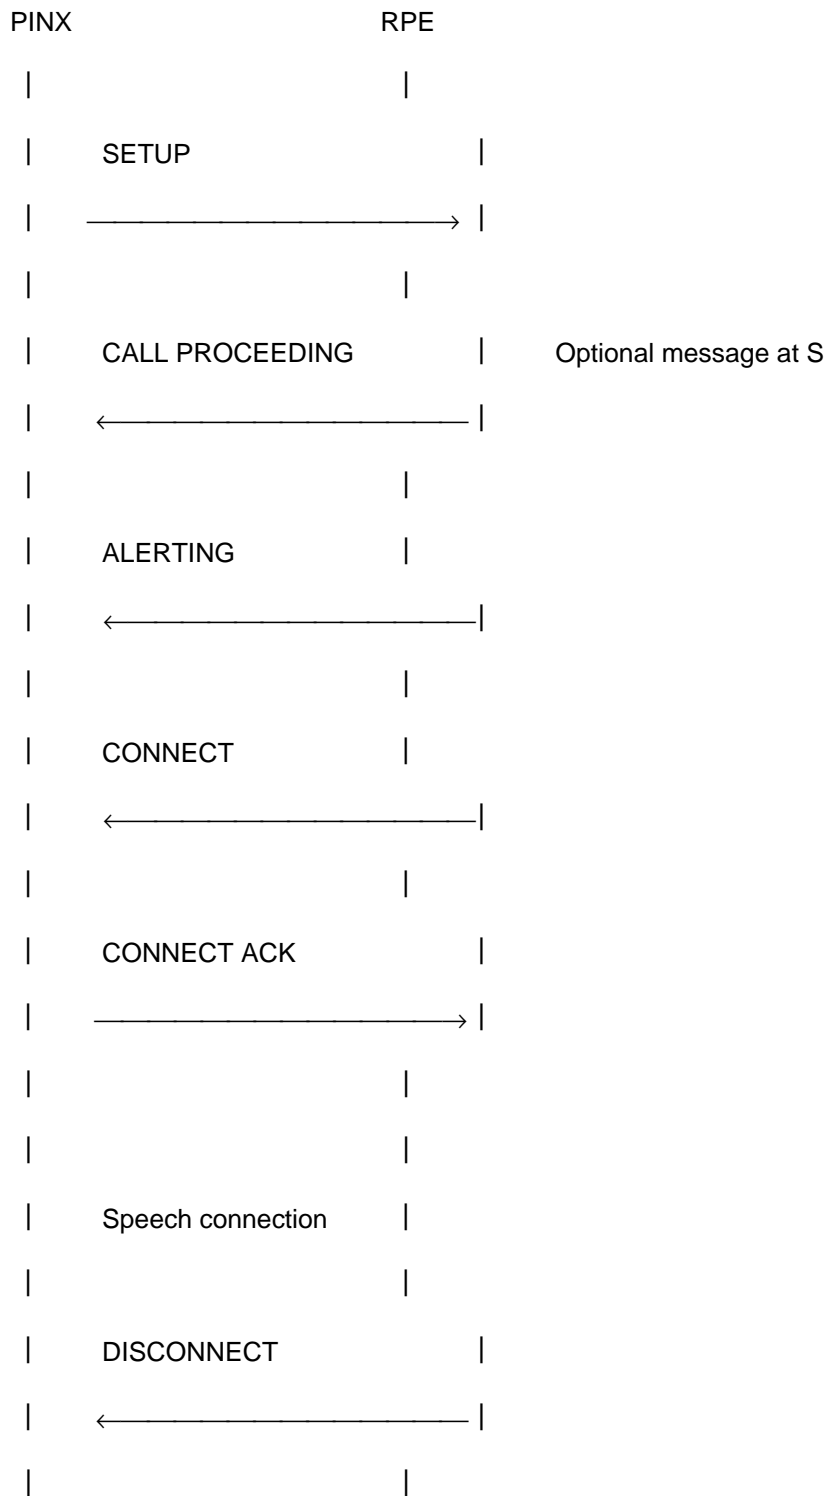 PINX RPE
SETUP
CALL PROCEEDING Optional message at S
ALERTING
CONNECT
CONNECT ACK
Speech connection
DISCONNECT